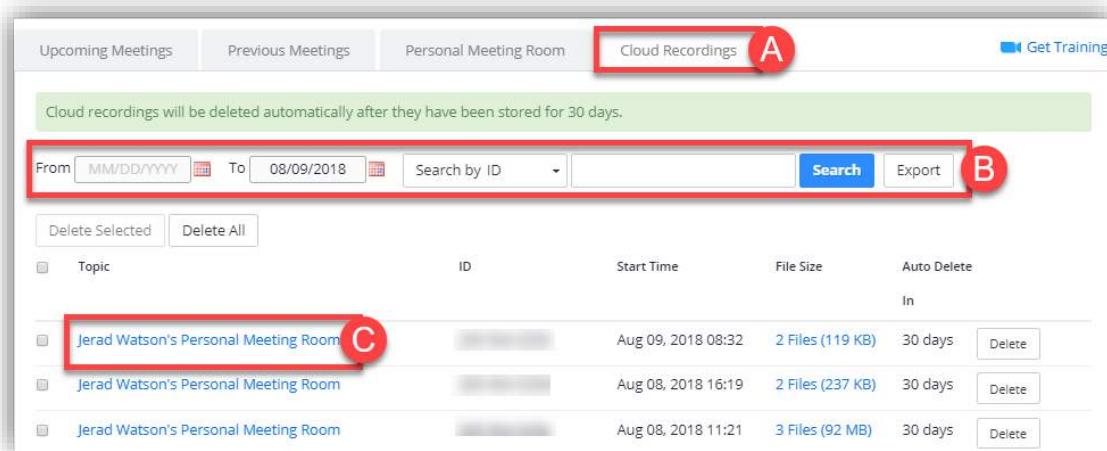 Upcoming Meetings Previous Meetings Personal Meeting Room Cloud Recordings A Get Training
Cloud recordings will be deleted automatically after they have been stored for 30 days.
From MM/DD/YYYY To 08/09/2018 Search by ID Search Export B
Delete Selected Delete All
Topic ID Start Time File Size Auto Delete
In
Jerad Watson's Personal Meeting Room C Aug 09, 2018 08:32 2 Files (119 KB) 30 days Delete
Jerad Watson's Personal Meeting Room Aug 08, 2018 16:19 2 Files (237 KB) 30 days Delete
Jerad Watson's Personal Meeting Room Aug 08, 2018 11:21 3 Files (92 MB) 30 days Delete